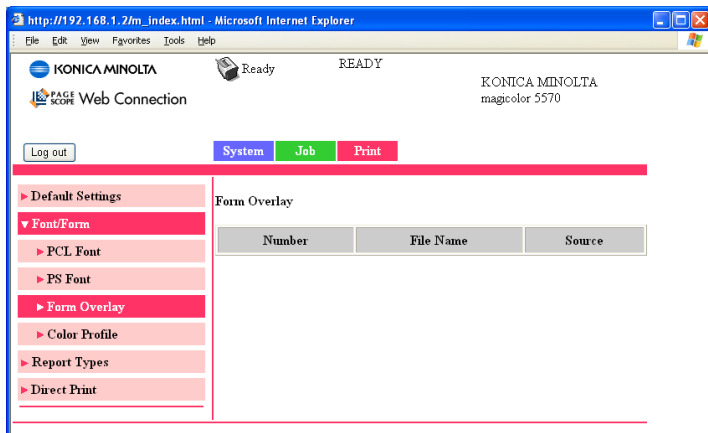 http://192.168.1.2/m_index.html - Microsoft Internet Explorer
File Edit View Favorites Tools Help
KONICA MINOLTA
Ready
READY
KONICA MINOLTA
magicolor 5570
PAGE SCOPE Web Connection
Log out
System Job Print
Default Settings
Font/Form
PCL Font
PS Font
Form Overlay
Color Profile
Report Types
Direct Print
Form Overlay
Number File Name Source